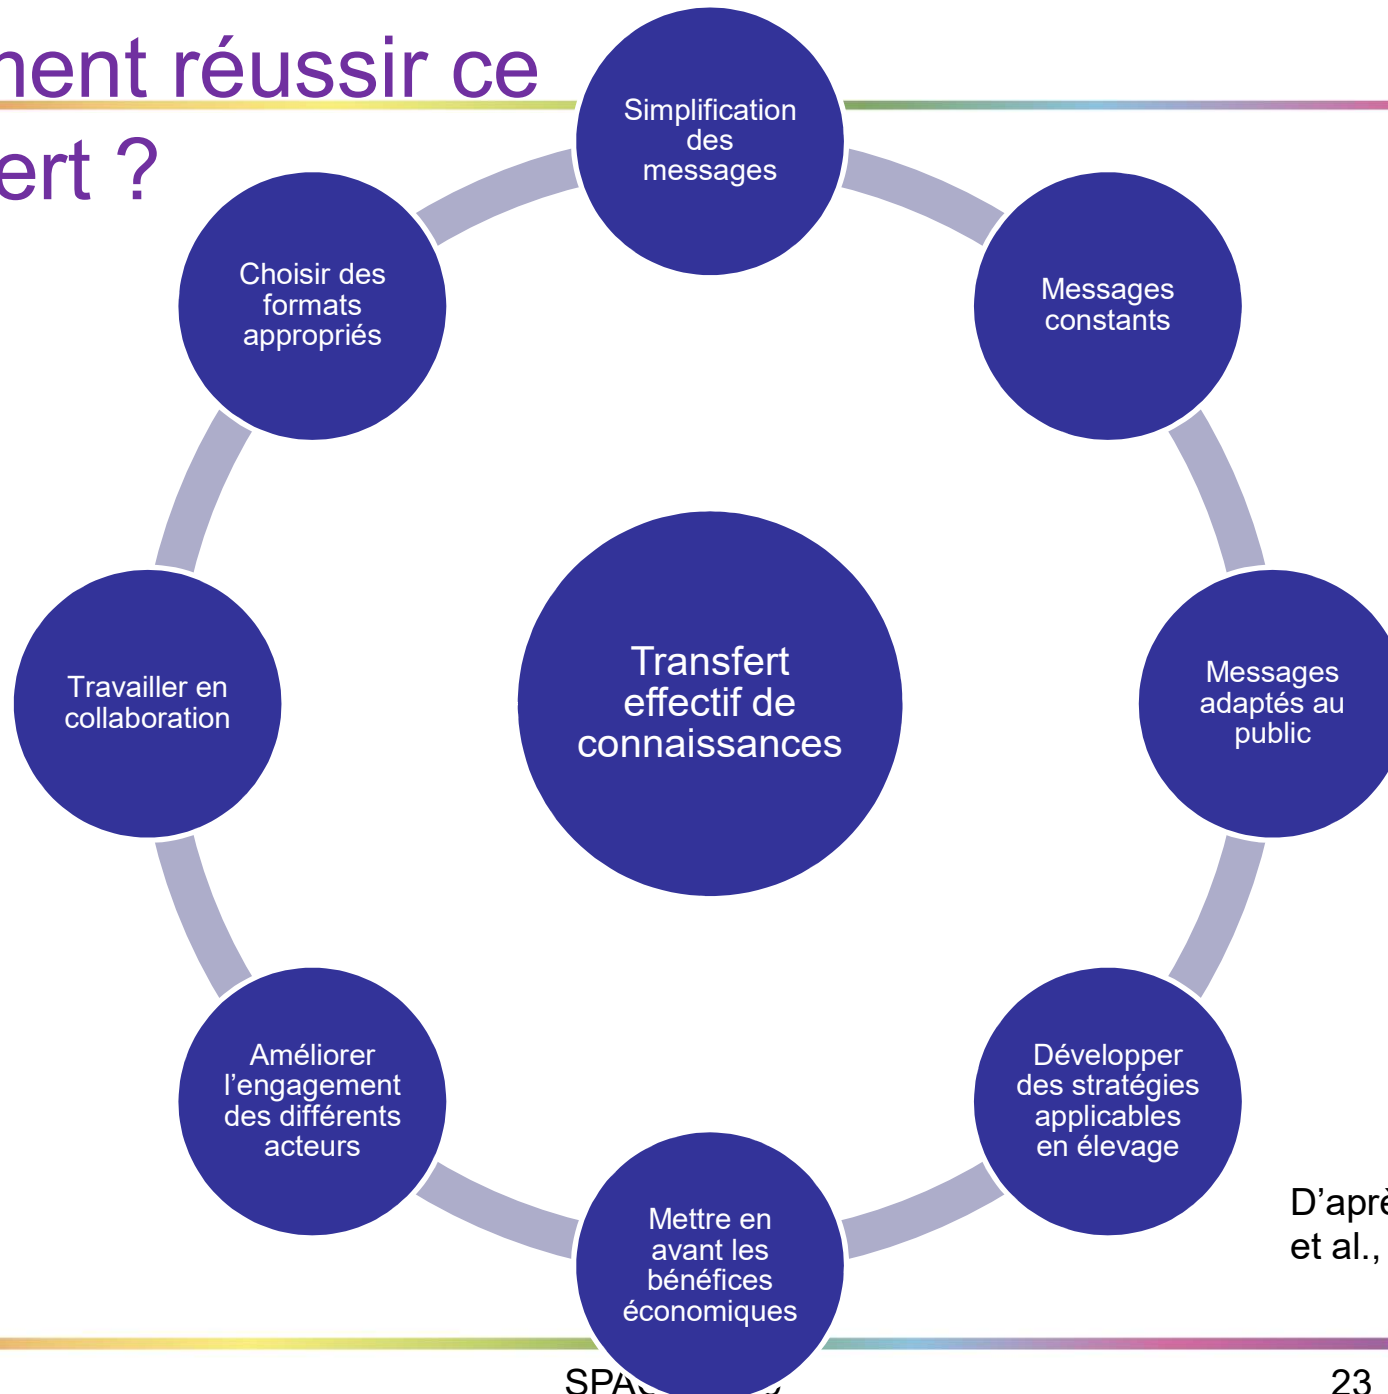 réussir ce
?
Simplification
des
messages
Messages
constants
Messages
adaptés au
public
Développer
des stratégies
applicables
en élevage
Mettre en
avant les
bénéfices
économiques
Améliorer
l’engagement
des différents
acteurs
Travailler en
collaboration
Choisir des
formats
appropriés
Transfert
effectif de
connaissances
et al.,
23